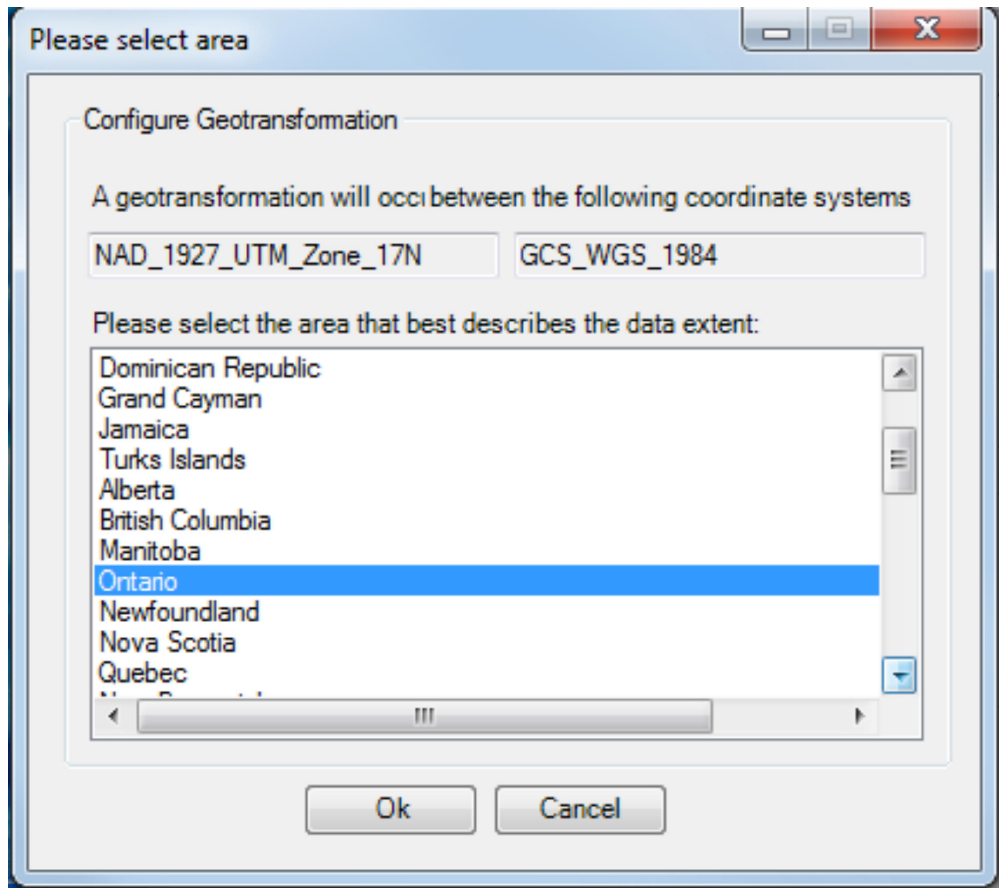 Please select area
Configure Geotransformation
A geotransformation will occı between the following coordinate systems
NAD_1927_UTM_Zone_17N GCS_WGS_1984
Please select the area that best describes the data extent:
Dominican Republic
Grand Cayman
Jamaica
Turks Islands
Alberta
British Columbia
Manitoba
Ontario
Newfoundland
Nova Scotia
Quebec
Ok Cancel